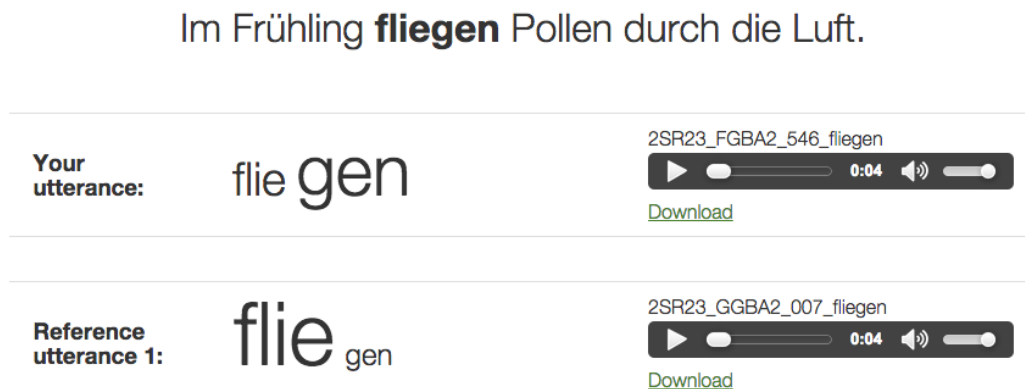 Im Frühling fliegen Pollen durch die Luft.
Your
utterance:
flie gen
2SR23_FGBA2_546_fliegen
0:04
Download
Reference
utterance 1:
flie gen
2SR23_GGBA2_007_fliegen
0:04
Download